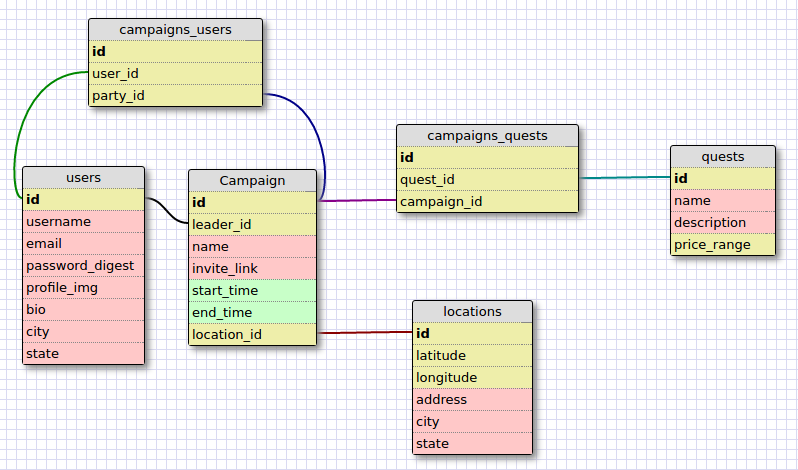 campaigns_users
id
user_id
party_id
users
id
username
email
password_digest
profile_img
bio
city
state
Campaign
id
leader_id
name
invite_link
start_time
end_time
location_id
campaigns_quests
id
quest_id
campaign_id
quests
id
name
description
price_range
locations
id
latitude
longitude
address
city
state